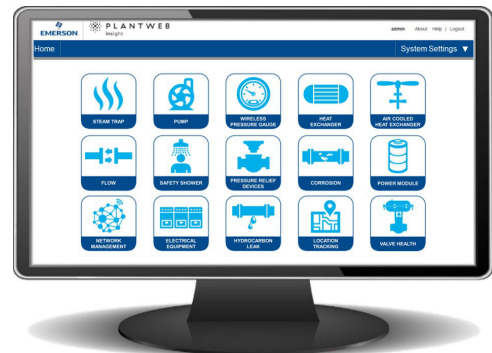 EMERSON
PLANTWEB
Insight
admin About Help | Logout
Home
System Settings ▼
STEAM TRAP
PUMP
WIRELESS
PRESSURE GAUGE
HEAT
EXCHANGER
AIR COOLED
HEAT EXCHANGER
FLOW
SAFETY SHOWER
PRESSURE RELIEF
DEVICES
CORROSION
POWER MODULE
NETWORK
MANAGEMENT
ELECTRICAL
EQUIPMENT
HYDROCARBON
LEAK
LOCATION
TRACKING
VALVE HEALTH